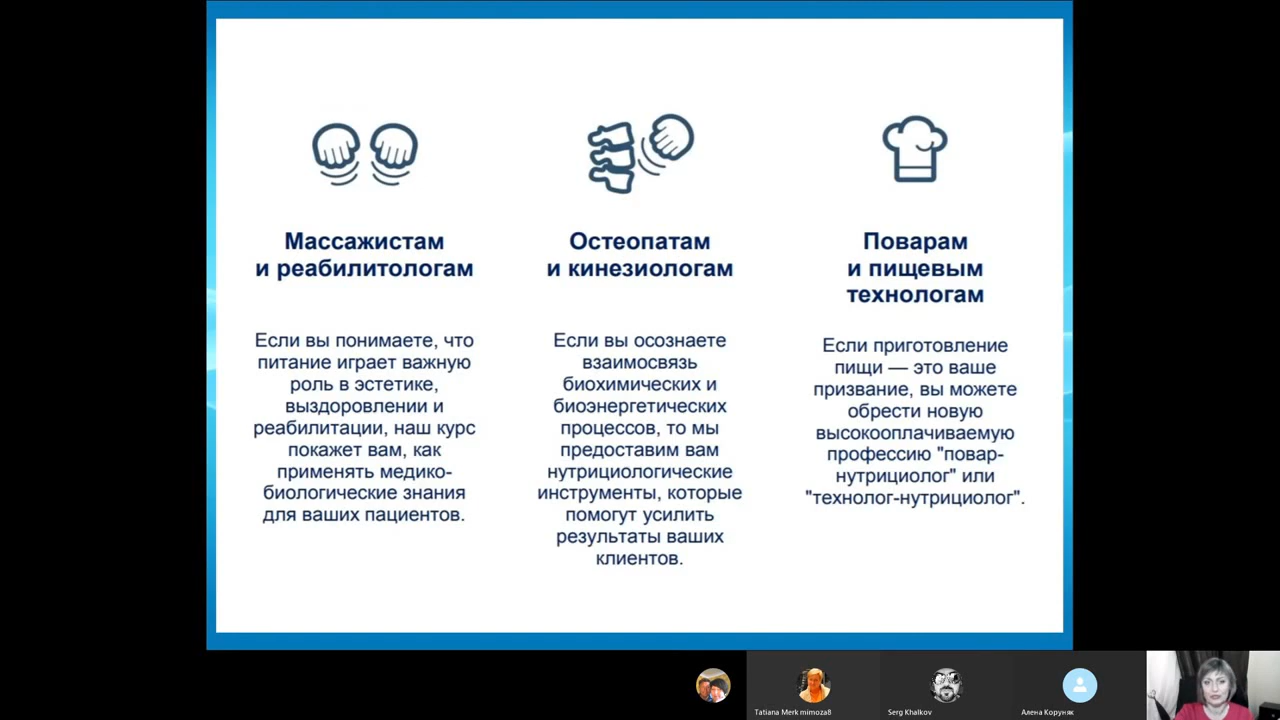 Массажистам
и реабилитологам
Если вы понимаете, что
питание играет важную
роль в эстетике,
выздоровлении и
реабилитации, наш курс
покажет вам, как
применять медико-
биологические знания
для ваших пациентов.
Остеопатам
и кинезиологам
Если вы осознаете
взаимосвязь
биохимических и
биоэнергетических
процессов, то мы
предоставим вам
нутрициологические
инструменты, которые
помогут усилить
результаты ваших
клиентов.
Поварам
и пищевым
технологам
Если приготовление
пищи — это ваше
призвание, вы можете
обрести новую
высокооплачиваемую
профессию "повар-
нутрициолог" или
"технолог-нутрициолог".
Tatiana Merk mimoza8
Serg Khalkov
Алена Коруняк